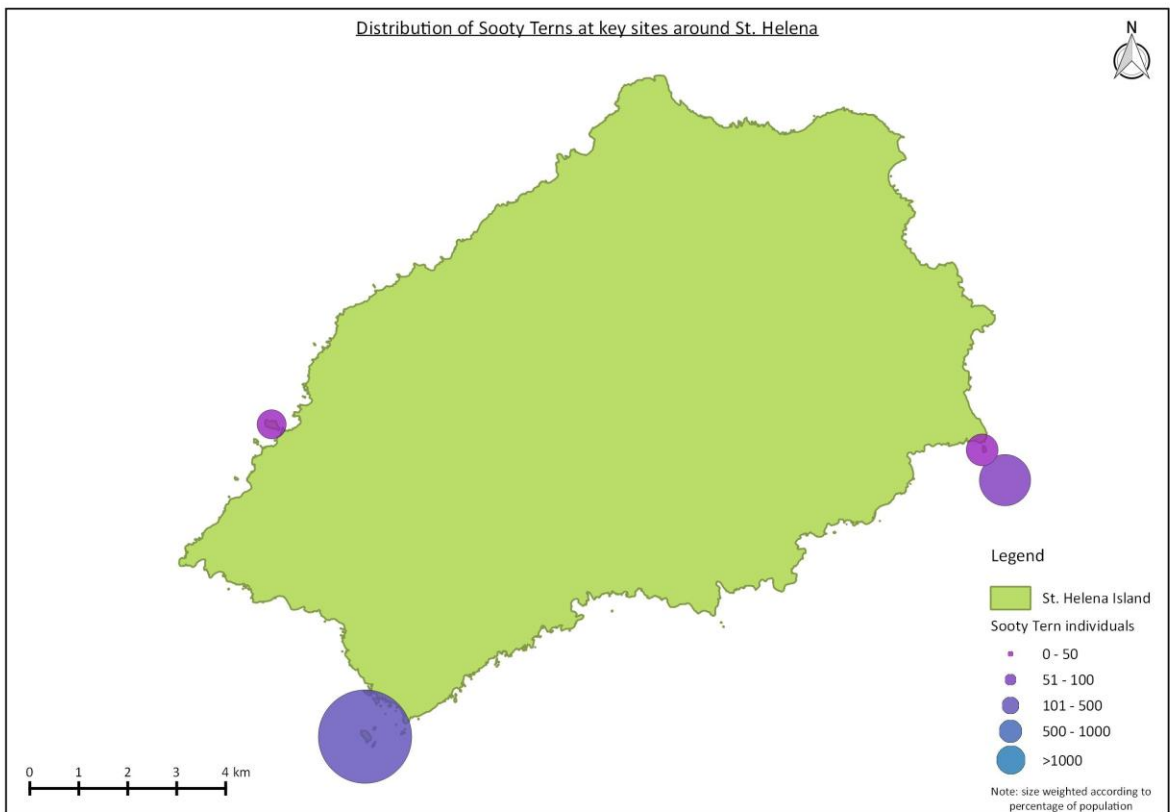 Distribution of Sooty Terns at key sites around St. Helena
N
Legend
St. Helena Island
Sooty Tern individuals
0 - 50
51 - 100
101 - 500
500 - 1000
>1000
Note: size weighted according to
percentage of population
0 1 2 3 4 km